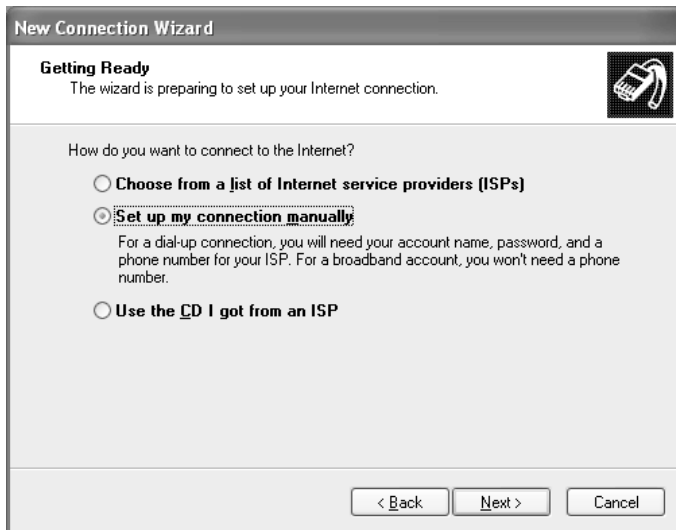 New Connection Wizard
Getting Ready
The wizard is preparing to set up your Internet connection.
How do you want to connect to the Internet?
Choose from a list of Internet service providers (ISPs)
Set up my connection manually
For a dial-up connection, you will need your account name, password, and a
phone number for your ISP. For a broadband account, you won't need a phone
number.
Use the CD I got from an ISP
< Back Next > Cancel